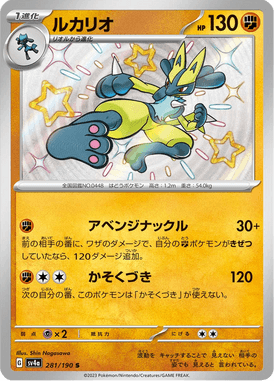 1進化 ルカリオ HP 130
リオルから進化
全国図鑑NO.0448 はどうポケモン 高さ:1.2m 重さ:54.0kg
アベンジナックル 30+
前の相手の番に、ワザのダメージで、自分の闘ポケモンがきぜつ
していたなら、120ダメージ追加。
かそくづき 120
次の自分の番、このポケモンは「かそくづき」が使えない。
弱点 ×2 抵抗力 にげる
illus. Shin Nagasawa
G sv4a 281/190 S
©2023 Pokémon/Nintendo/Creatures/GAME FREAK.